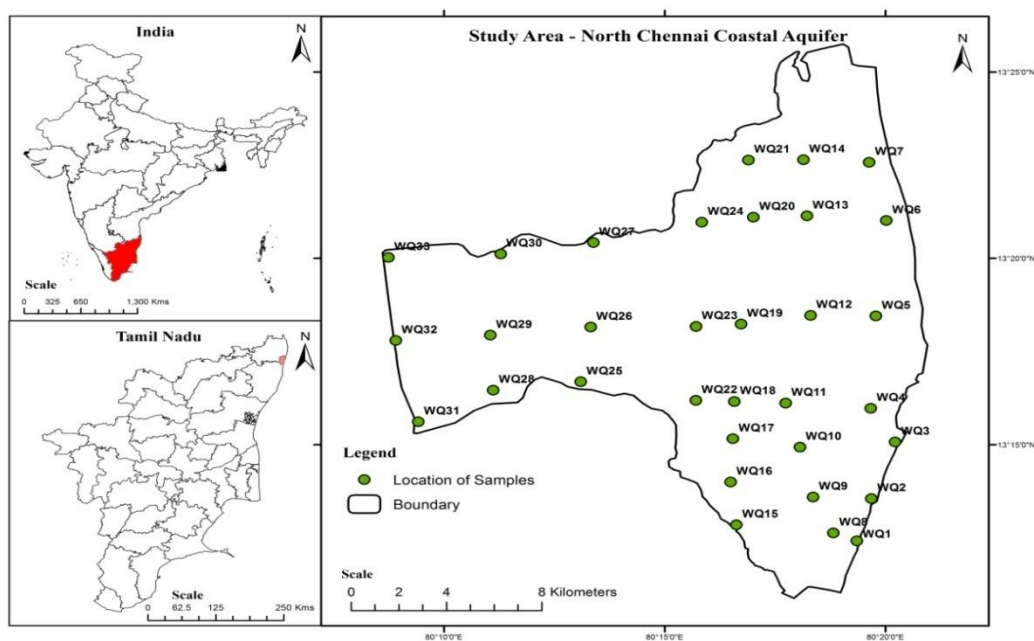 India
N
Scale
0 325 650 1,300 Kms
Tamil Nadu
N
Scale
0 62.5 125 250 Kms
Study Area - North Chennai Coastal Aquifer
N
13°25'0"N
13°20'0"N
13°15'0"N
WQ21 WQ14 WQ7
WQ24 WQ20 WQ13 WQ6
WQ33 WQ30 WQ27
WQ32 WQ29 WQ26 WQ23 WQ19 WQ12 WQ5
WQ28 WQ25 WQ22 WQ18 WQ11 WQ4
WQ31 WQ17 WQ10 WQ3
WQ16 WQ9 WQ2
WQ15 WQ8 WQ1
Legend
Location of Samples
Boundary
Scale
0 2 4 8 Kilometers
80°10'0"E 80°15'0"E 80°20'0"E